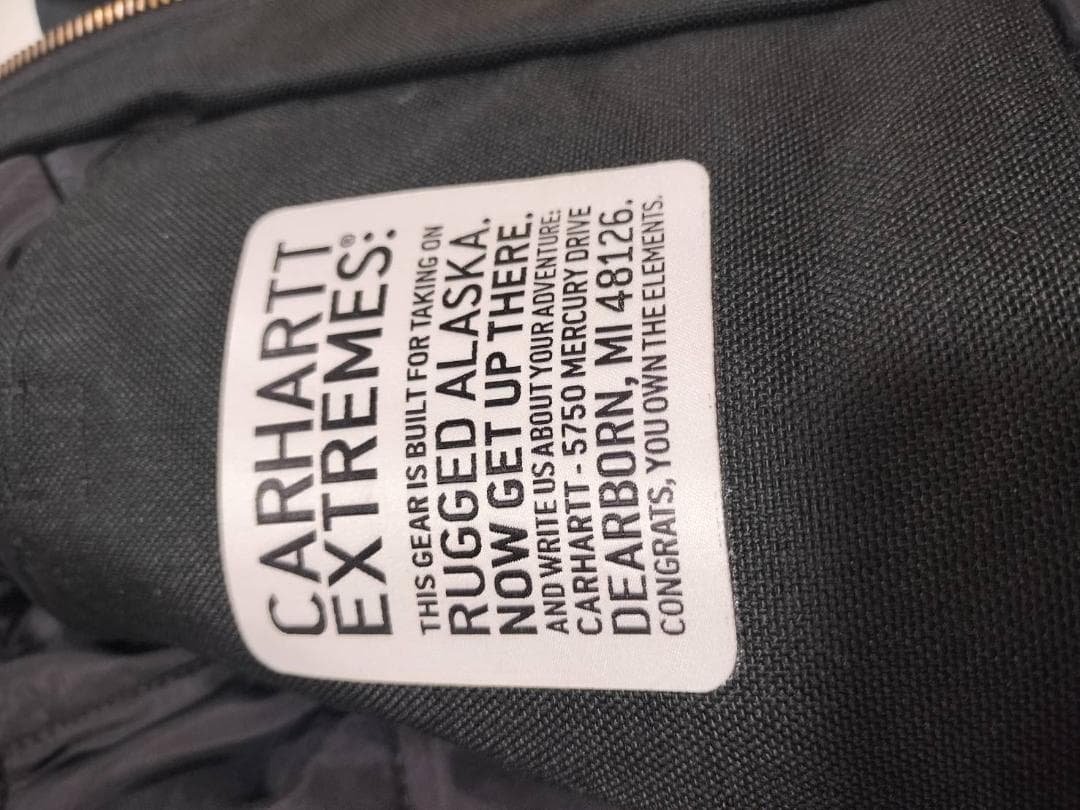 CARHARTT
EXTREMES®:
THIS GEAR IS BUILT FOR TAKING ON
RUGGED ALASKA.
NOW GET UP THERE.
AND WRITE US ABOUT YOUR ADVENTURE:
CARHARTT - 5750 MERCURY DRIVE
DEARBORN, MI 48126.
CONGRATS, YOU OWN THE ELEMENTS.